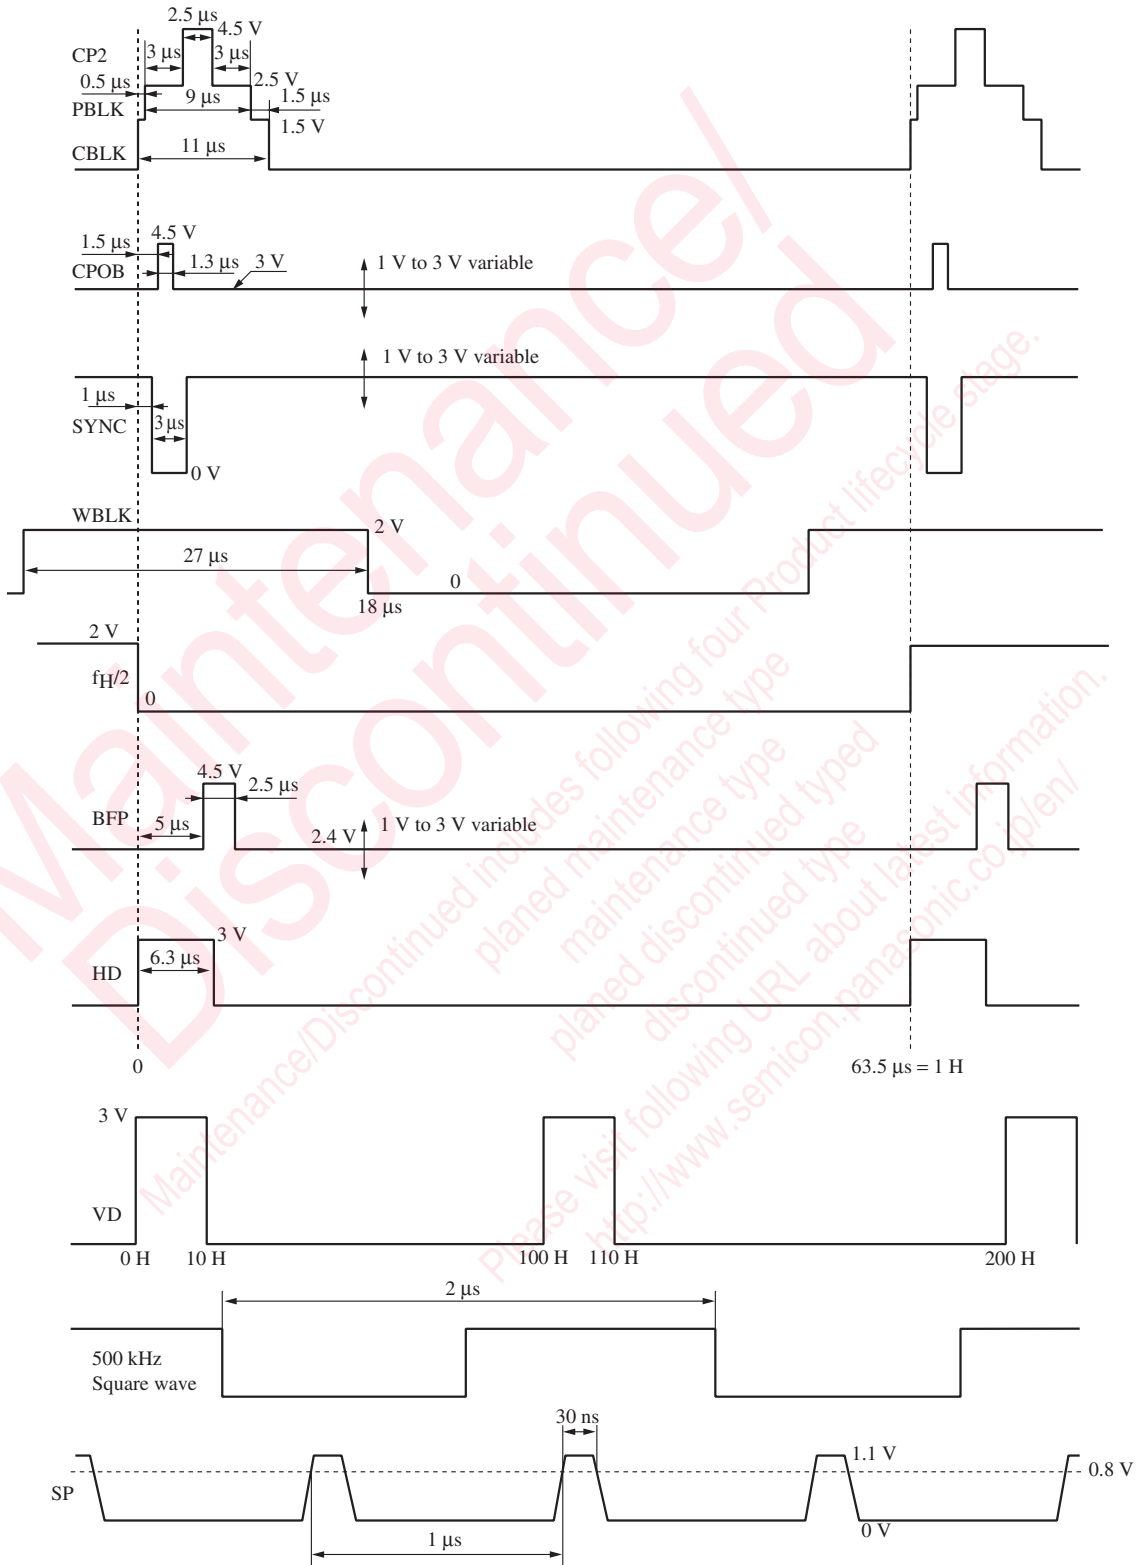 2.5 µs
4.5 V
CP2
3 µs
3 µs
2.5 V
0.5 µs
9 µs
1.5 µs
PBLK
1.5 V
CBLK
11 µs
4.5 V
1.5 µs
1.3 µs
3 V
1 V to 3 V variable
CPOB
1 V to 3 V variable
1 µs
SYNC
3 µs
0 V
WBLK
2 V
27 µs
0
18 µs
2 V
fH/2
0
4.5 V
2.5 µs
BFP
5 µs
2.4 V
1 V to 3 V variable
3 V
HD
6.3 µs
0
63.5 µs = 1 H
3 V
VD
0 H
10 H
100 H
110 H
200 H
2 µs
500 kHz
Square wave
30 ns
1.1 V
0.8 V
SP
0 V
1 µs
Maintenance/
Discontinued
Maintenance/Discontinued includes following four Product lifecycle stage.
planed maintenance type
maintenance type
planed discontinued typed
discontinued type
Please visit following URL about latest information.
http://www.semicon.panasonic.co.jp/en/